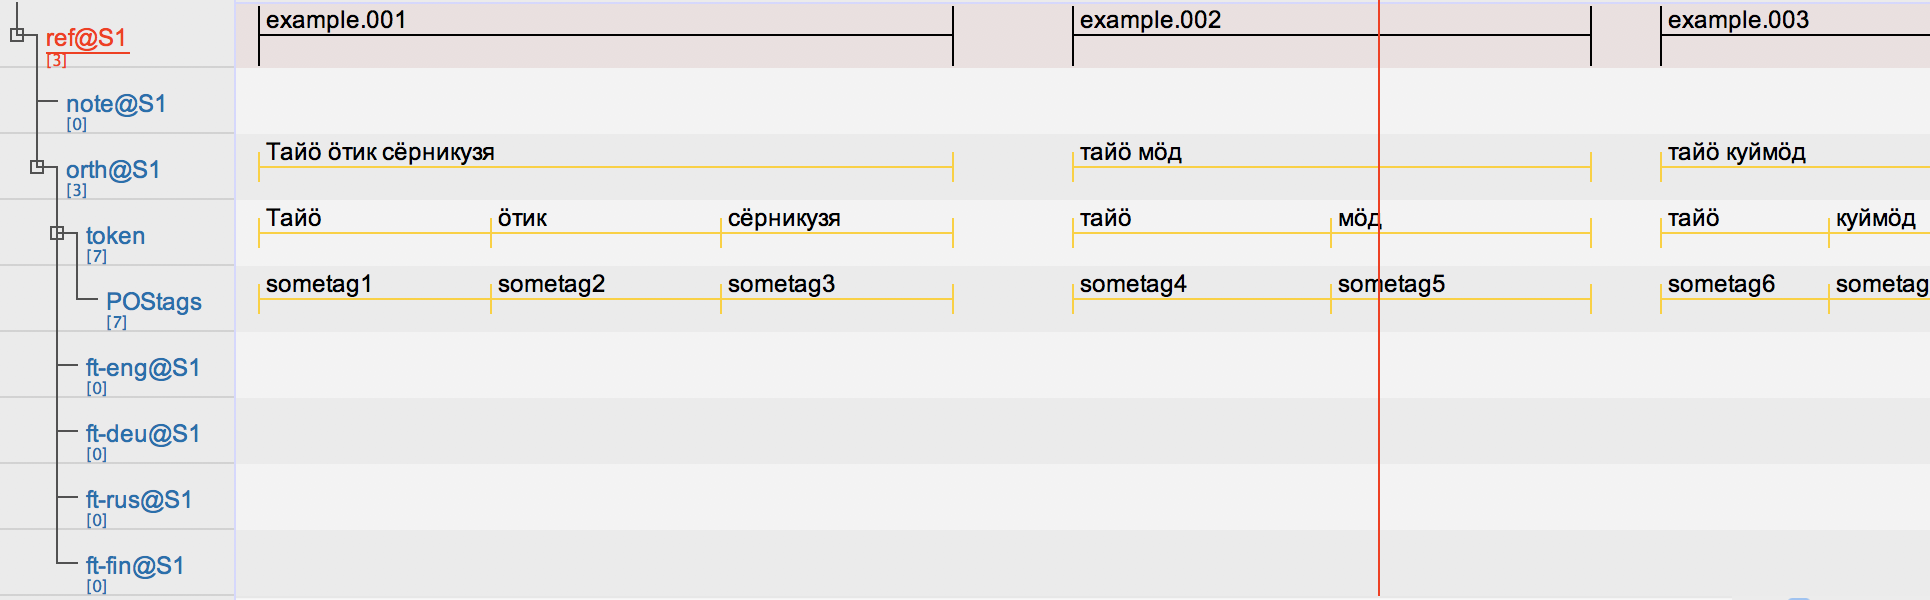 ref@S1 example.001 example.002 example.003
[3]
note@S1
[0]
orth@S1 Тайӧ ӧтик сёрникузя тайӧ мӧд тайӧ куймӧд
[3]
token Тайӧ ӧтик сёрникузя тайӧ мӧд тайӧ куймӧд
[7]
POStags sometag1 sometag2 sometag3 sometag4 sometag5 sometag6 sometag
[7]
ft-eng@S1
[0]
ft-deu@S1
[0]
ft-rus@S1
[0]
ft-fin@S1
[0]